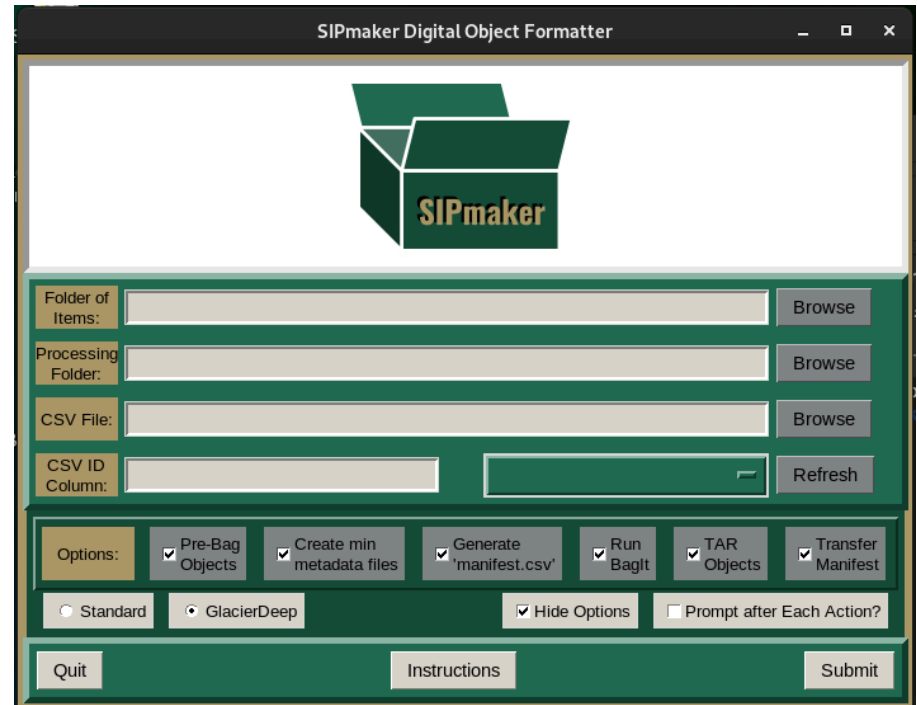 SIPmaker Digital Object Formatter
SIPmaker
Folder of
Items:
Browse
Processing
Folder:
Browse
CSV File:
Browse
CSV ID
Column:
Refresh
Options:
Pre-Bag
Objects
Create min
metadata files
Generate
'manifest.csv'
Run
BagIt
TAR
Objects
Transfer
Manifest
Standard
GlacierDeep
Hide Options
Prompt after Each Action?
Quit
Instructions
Submit